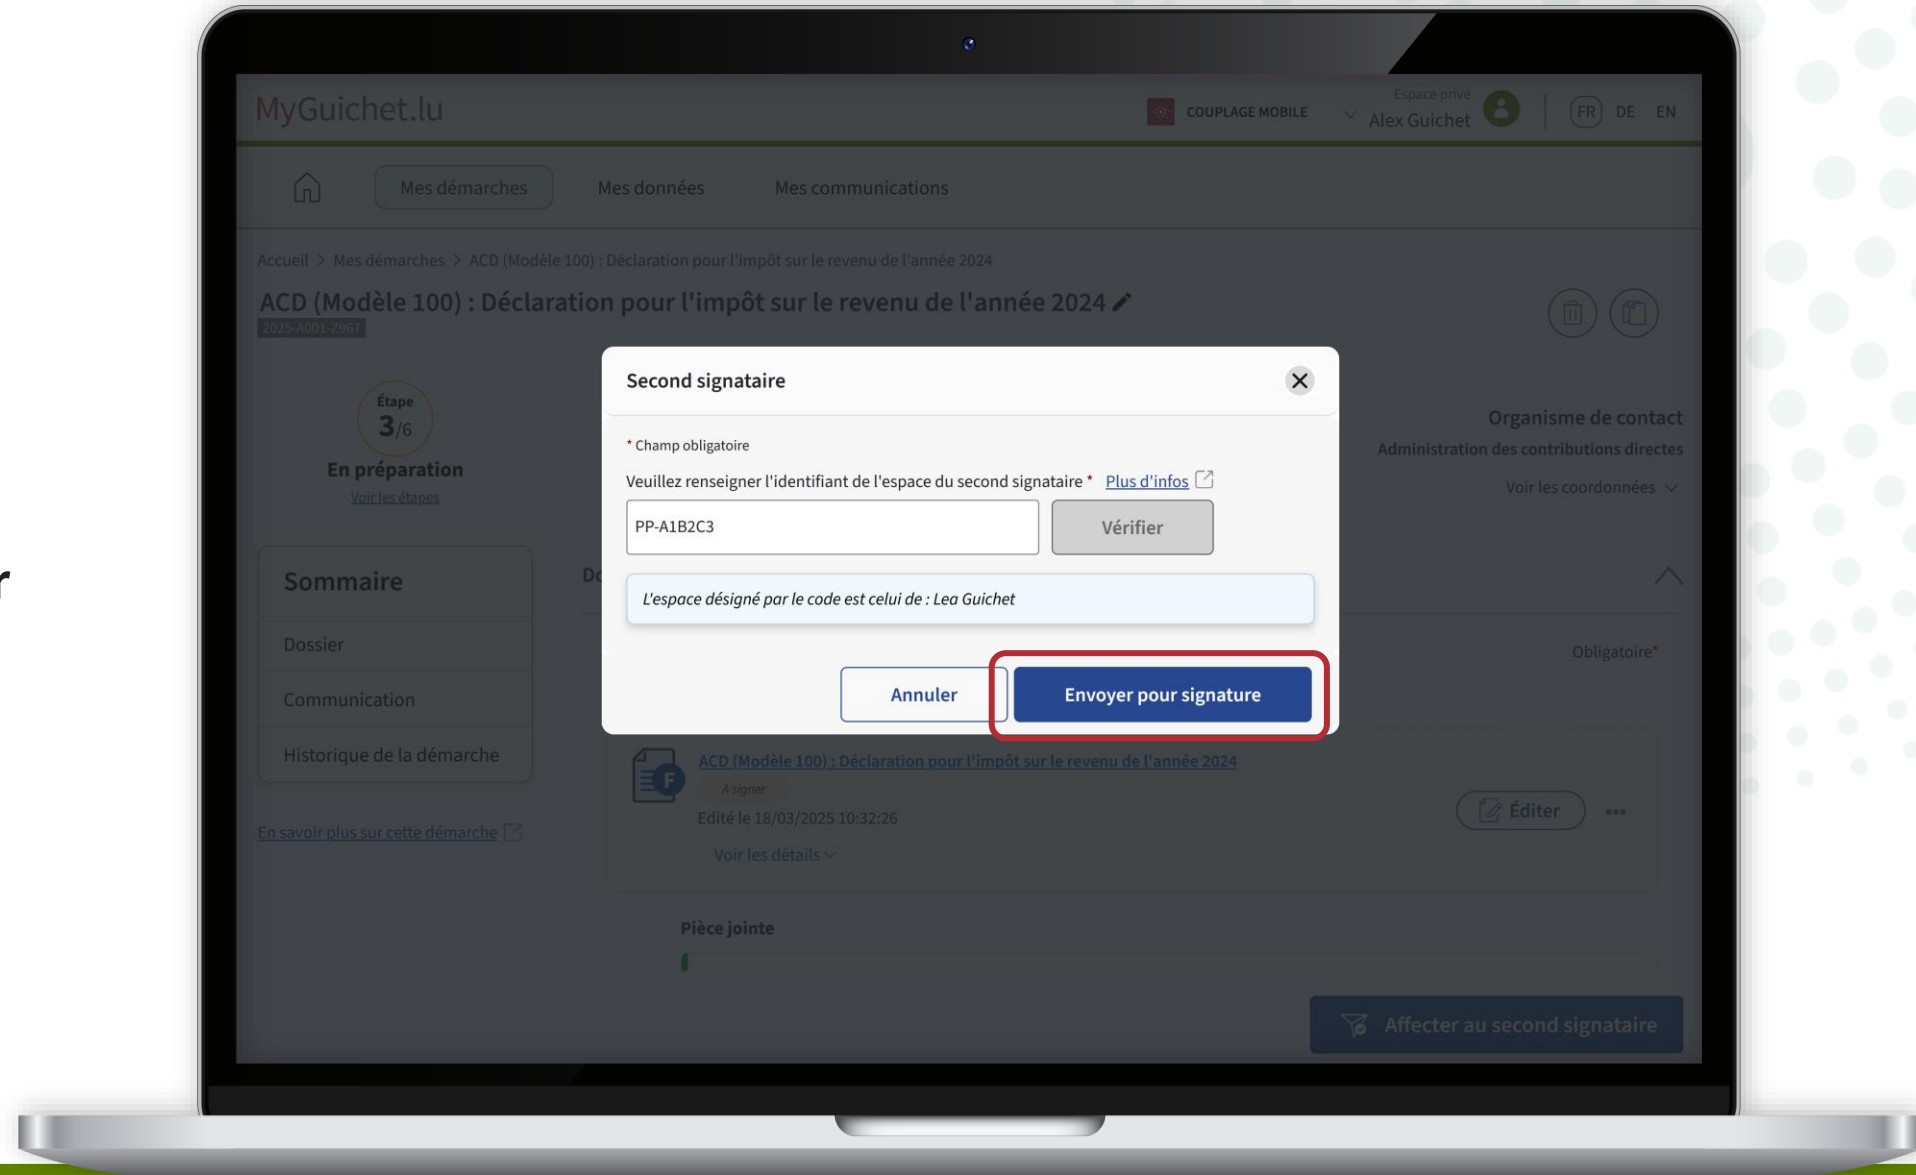 MyGuichet.lu
COUPLAGE MOBILE
Espace privé
Alex Guichet
FR DE EN
Mes démarches
Mes données
Mes communications
Accueil > Mes démarches > ACD (Modèle 100) : Déclaration pour l'impôt sur le revenu de l'année 2024
ACD (Modèle 100) : Déclaration pour l'impôt sur le revenu de l'année 2024
2025-A001-Z967
Étape
3/6
En préparation
Voir les étapes
Organisme de contact
Administration des contributions directes
Voir les coordonnées
Second signataire
* Champ obligatoire
Veuillez renseigner l'identifiant de l'espace du second signataire * Plus d'infos
PP-A1B2C3
Vérifier
L'espace désigné par le code est celui de : Lea Guichet
Annuler
Envoyer pour signature
Sommaire
Dossier
Communication
Historique de la démarche
En savoir plus sur cette démarche
Obligatoire*
F
ACD (Modèle 100) : Déclaration pour l'impôt sur le revenu de l'année 2024
A signer
Edité le 18/03/2025 10:32:26
Voir les détails
Éditer
Pièce jointe
Affecter au second signataire